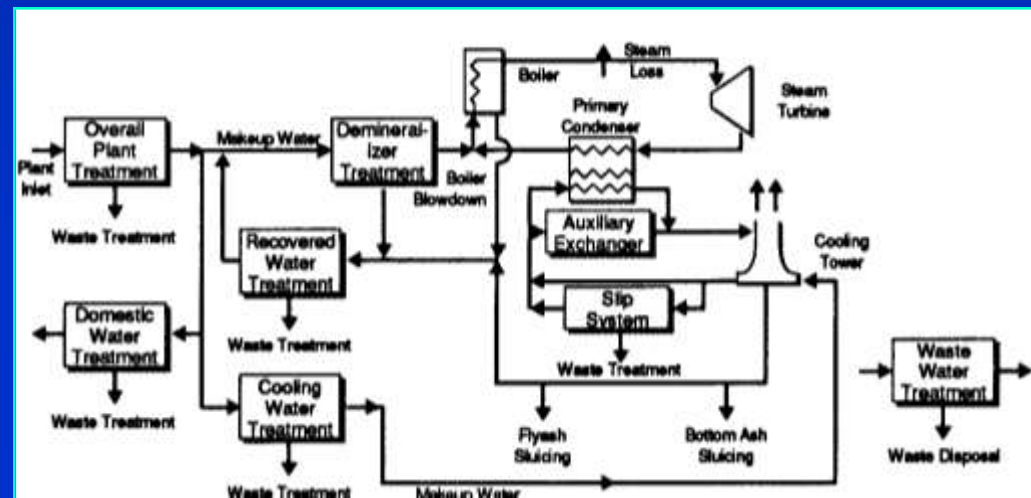 Steam
Loss
Boiler
Steam
Turbine
Primary
Condenser
Overall
Plant
Treatment
Makeup Water
Demineral-
izer
Treatment
Plant
Inlet
Boiler
Blowdown
Waste Treatment
Recovered
Water
Treatment
Auxiliary
Exchanger
Cooling
Tower
Domestic
Water
Treatment
Waste Treatment
Slip
System
Waste Treatment
Waste
Water
Treatment
Waste Treatment
Cooling
Water
Treatment
Flyash
Sluicing
Bottom Ash
Sluicing
Waste Disposal
Waste Treatment
Makeup Water